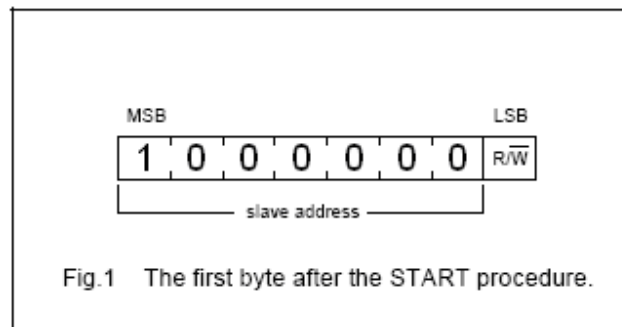 MSB LSB
1 0 0 0 0 0 0 R/W̅
slave address
Fig.1 The first byte after the START procedure.